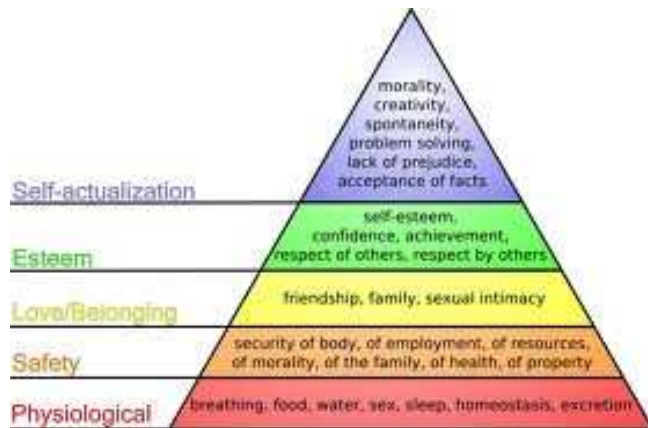 morality,
creativity,
spontaneity,
problem solving,
lack of prejudice,
acceptance of facts
Self-actualization
self-esteem,
confidence, achievement,
respect of others, respect by others
Esteem
friendship, family, sexual intimacy
Love/Belonging
security of body, of employment, of resources,
of morality, of the family, of health, of property
Safety
breathing, food, water, sex, sleep, homeostasis, excretion
Physiological